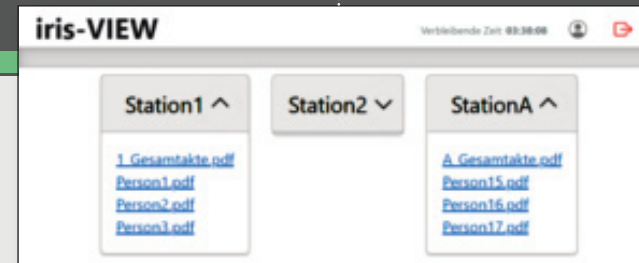 iris-VIEW
Verbleibende Zeit: 03:38:08
Station1
1_Gesamtakte.pdf
Person1.pdf
Person2.pdf
Person3.pdf
Station2
StationA
A_Gesamtakte.pdf
Person15.pdf
Person16.pdf
Person17.pdf